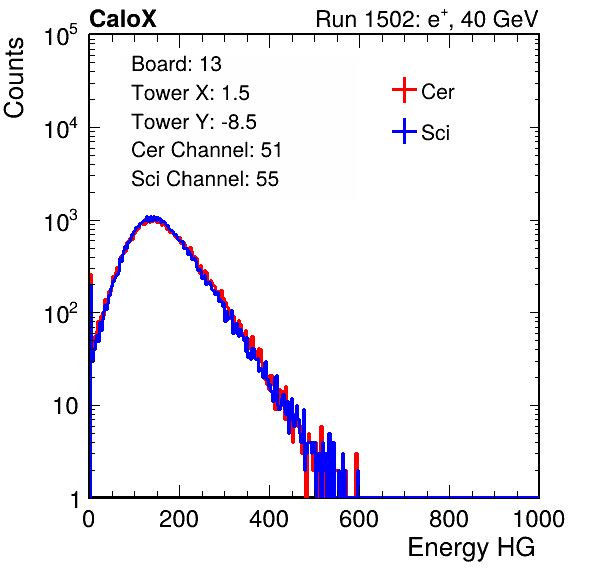 CaloX Run 1502: e⁺, 40 GeV
Counts
10⁵
10⁴
10³
10²
10
1
Board: 13
Tower X: 1.5
Tower Y: -8.5
Cer Channel: 51
Sci Channel: 55
Cer
Sci
0 200 400 600 800 1000
Energy HG